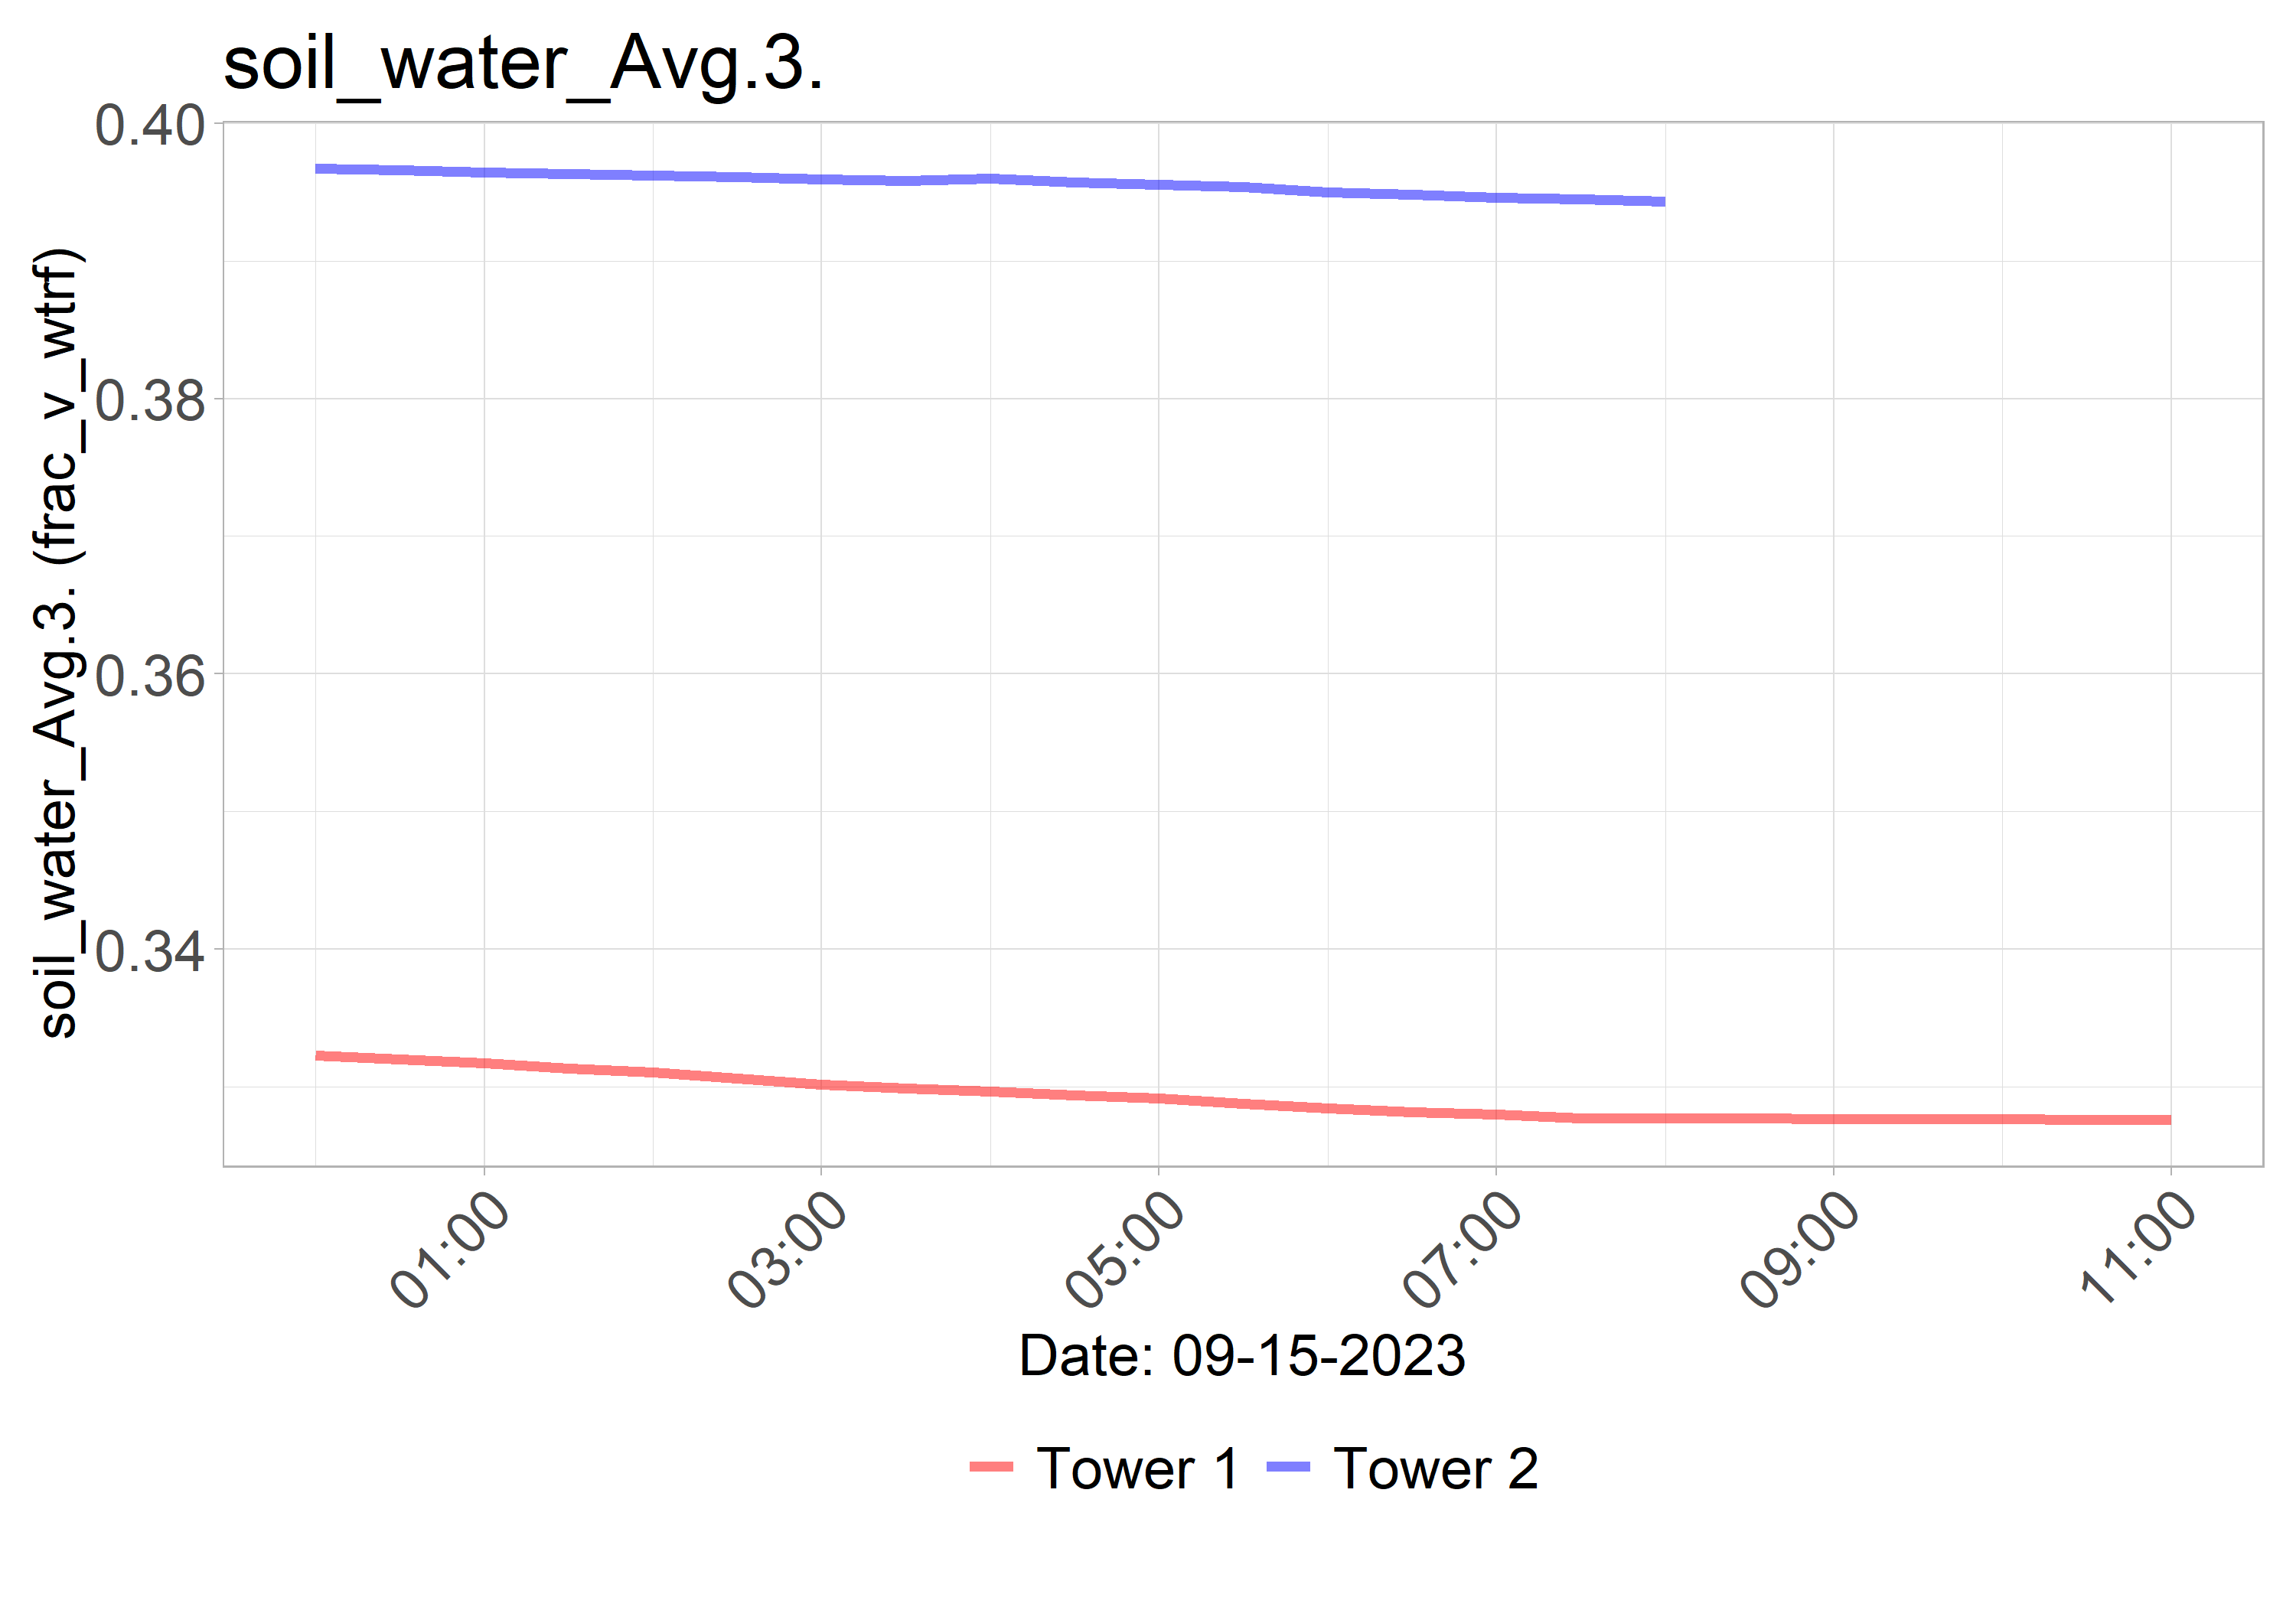 soil_water_Avg.3.
soil_water_Avg.3. (frac_v_wtrf)
0.40
0.38
0.36
0.34
01:00
03:00
05:00
07:00
09:00
11:00
Date: 09-15-2023
Tower 1
Tower 2